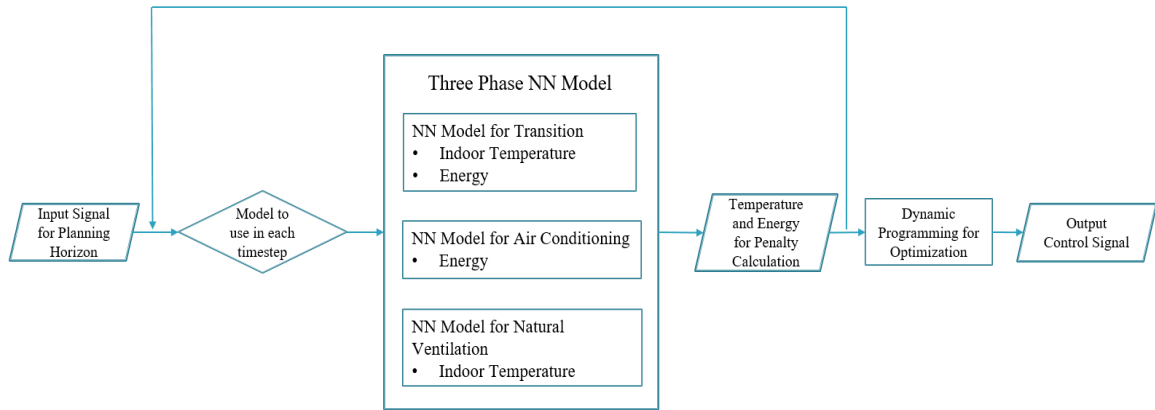 Input Signal
for Planning
Horizon
Model to
use in each
timestep
Three Phase NN Model
NN Model for Transition
• Indoor Temperature
• Energy
NN Model for Air Conditioning
• Energy
NN Model for Natural
Ventilation
• Indoor Temperature
Temperature
and Energy
for Penalty
Calculation
Dynamic
Programming for
Optimization
Output
Control Signal